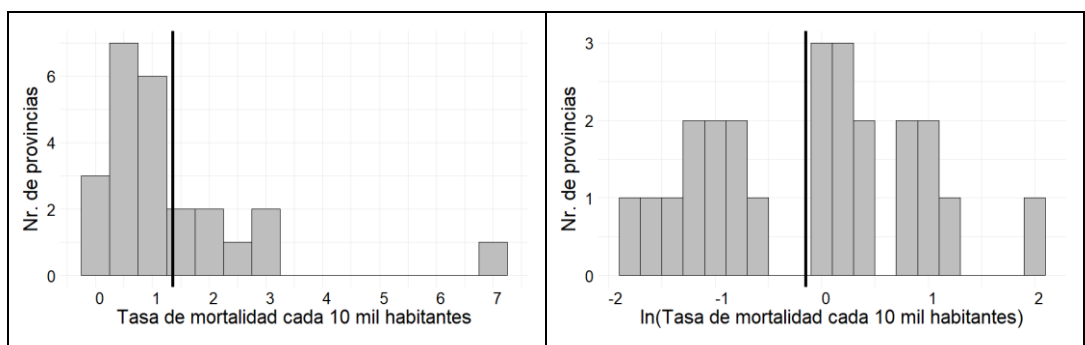 Nr. de provincias
6
4
2
0
0 1 2 3 4 5 6 7
Tasa de mortalidad cada 10 mil habitantes
Nr. de provincias
3
2
1
0
-2 -1 0 1 2
ln(Tasa de mortalidad cada 10 mil habitantes)